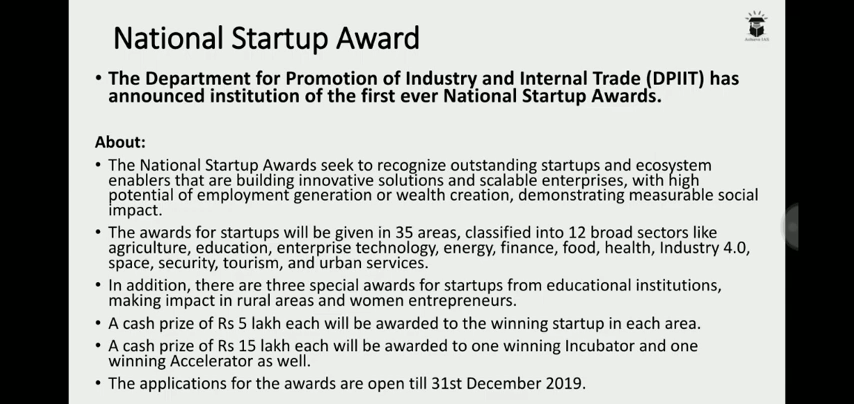 National Startup Award
• The Department for Promotion of Industry and Internal Trade (DPIIT) has
announced institution of the first ever National Startup Awards.
About:
• The National Startup Awards seek to recognize outstanding startups and ecosystem
enablers that are building innovative solutions and scalable enterprises, with high
potential of employment generation or wealth creation, demonstrating measurable social
impact.
• The awards for startups will be given in 35 areas, classified into 12 broad sectors like
agriculture, education, enterprise technology, energy, finance, food, health, Industry 4.0,
space, security, tourism, and urban services.
• In addition, there are three special awards for startups from educational institutions,
making impact in rural areas and women entrepreneurs.
• A cash prize of Rs 5 lakh each will be awarded to the winning startup in each area.
• A cash prize of Rs 15 lakh each will be awarded to one winning Incubator and one
winning Accelerator as well.
• The applications for the awards are open till 31st December 2019.